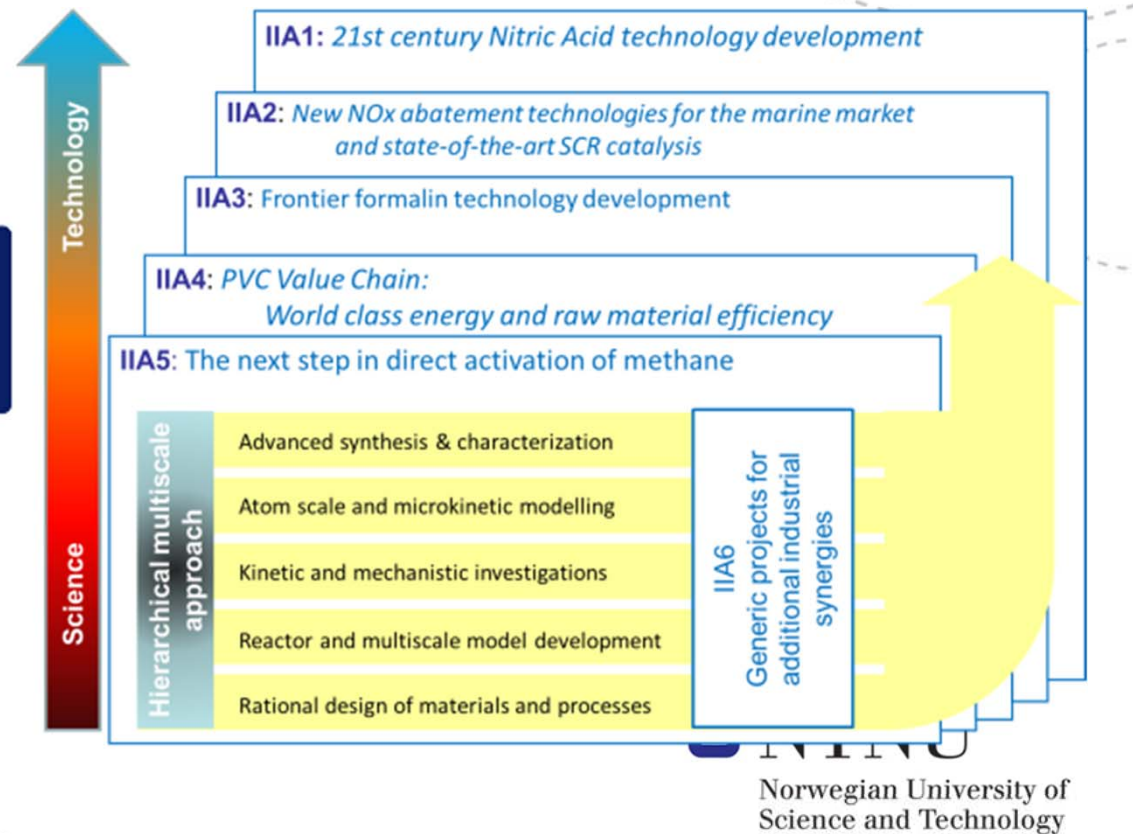 Technology
Science
IIA1: 21st century Nitric Acid technology development
IIA2: New NOx abatement technologies for the marine market
and state-of-the-art SCR catalysis
IIA3: Frontier formalin technology development
IIA4: PVC Value Chain:
World class energy and raw material efficiency
IIA5: The next step in direct activation of methane
Hierarchical multiscale
approach
Advanced synthesis & characterization
Atom scale and microkinetic modelling
Kinetic and mechanistic investigations
Reactor and multiscale model development
Rational design of materials and processes
IIA6
Generic projects for
additional industrial
synergies
NTNU
Norwegian University of
Science and Technology